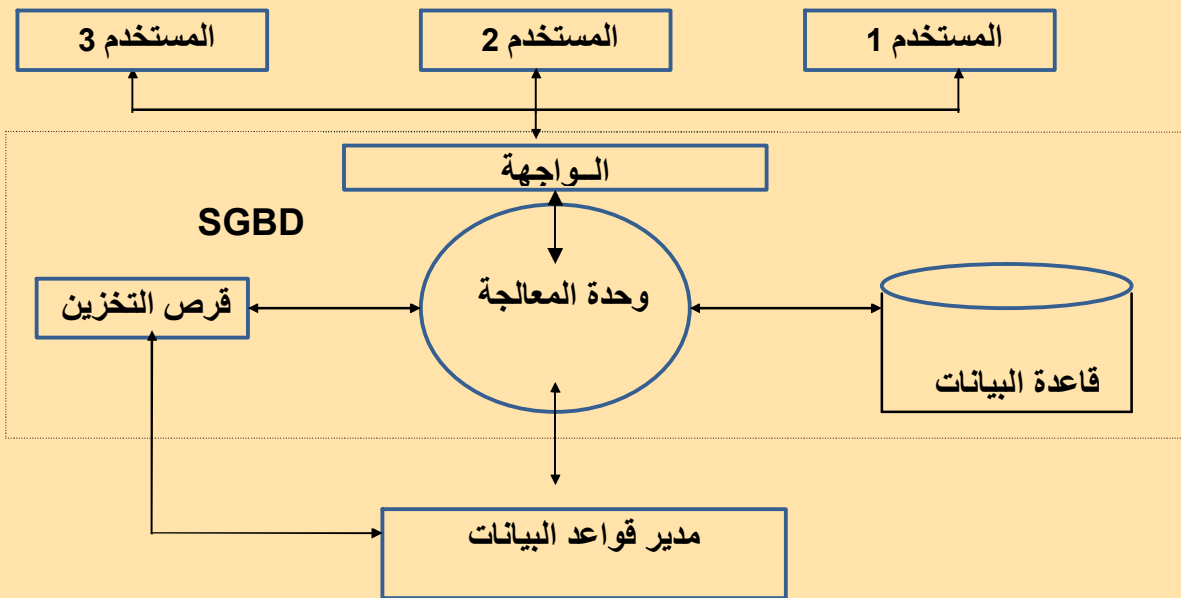 المستخدم 1
المستخدم 2
المستخدم 3
الــواجهة
SGBD
وحدة المعالجة
قرص التخزين
قاعدة البيانات
مدير قواعد البيانات